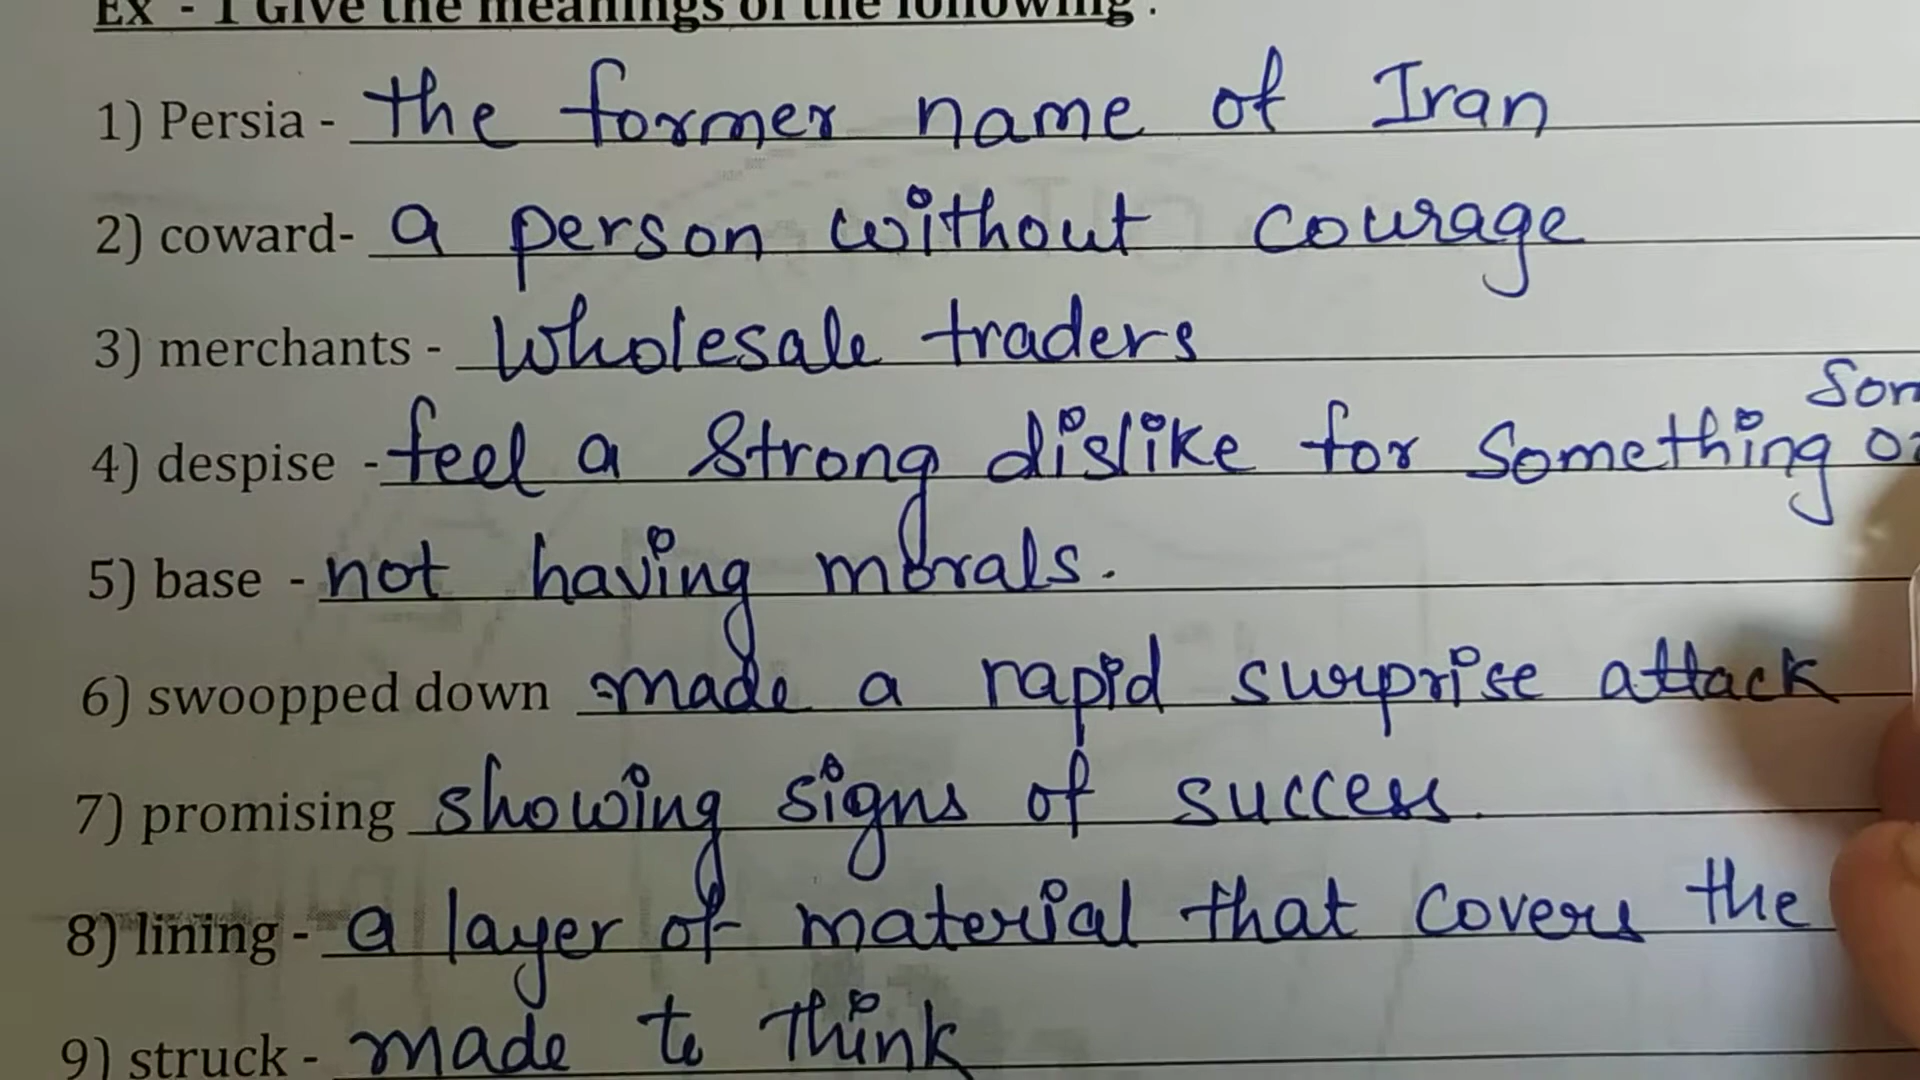 Ex - 1 Give the meanings of the following :
1) Persia - the former name of Iran
2) coward- a person without courage
3) merchants - Wholesale traders
4) despise - feel a strong dislike for something
5) base - not having morals.
6) swoopped down made a rapid surprise attack
7) promising showing signs of success.
8) lining - a layer of material that covers the
9) struck - made to think